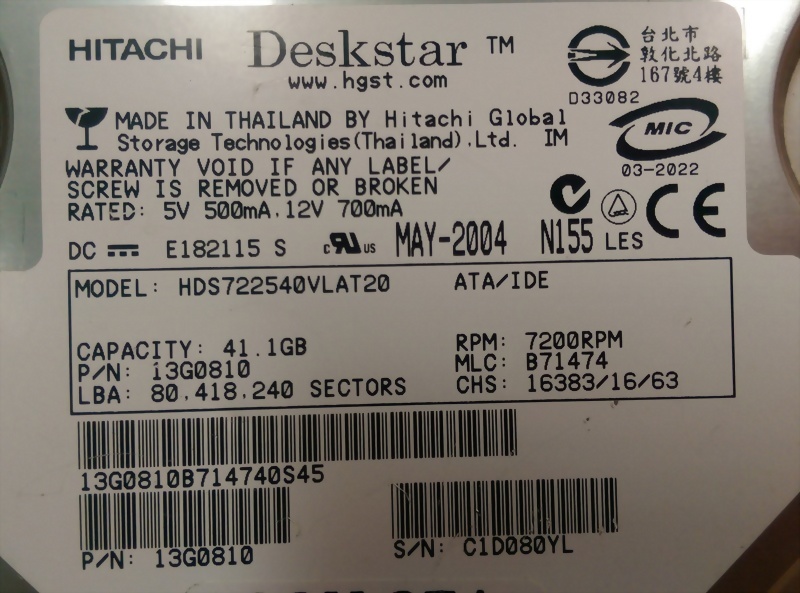 HITACHI Deskstar ™
www.hgst.com
台北市
敦化北路
167號4樓
D33082
MADE IN THAILAND BY Hitachi Global
Storage Technologies(Thailand).Ltd. IM
MIC
03-2022
WARRANTY VOID IF ANY LABEL/
SCREW IS REMOVED OR BROKEN
RATED: 5V 500mA,12V 700mA
CE
DC E182115 S c RU us MAY-2004 N155 LES
MODEL: HDS722540VLAT20 ATA/IDE
CAPACITY: 41.1GB RPM: 7200RPM
P/N: 13G0810 MLC: B71474
LBA: 80,418,240 SECTORS CHS: 16383/16/63
13G0810B714740S45
P/N: 13G0810 S/N: C1D080YL